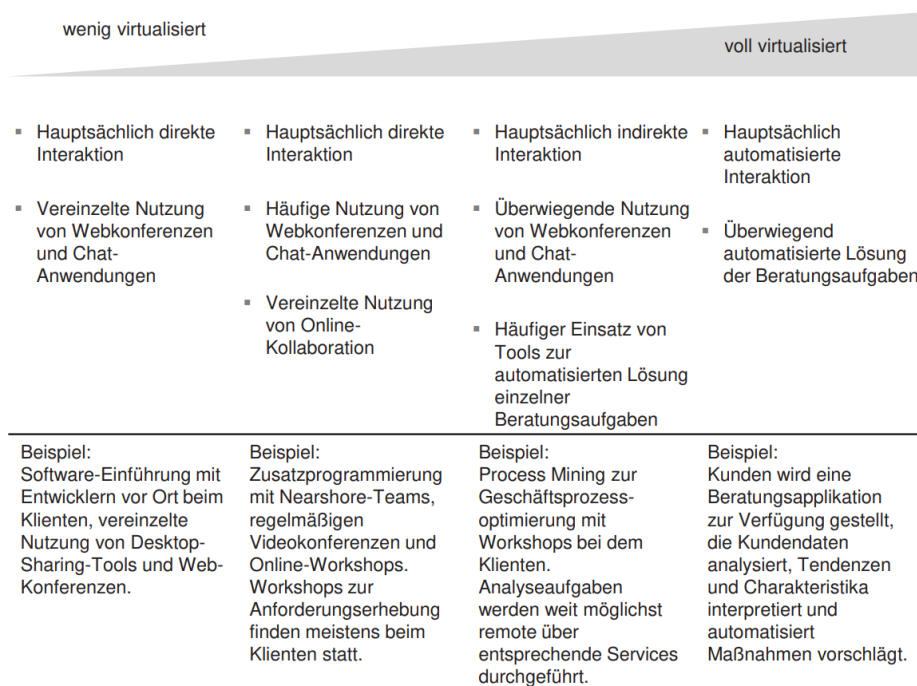 wenig virtualisiert
voll virtualisiert
▪ Hauptsächlich direkte
Interaktion
▪ Vereinzelte Nutzung
von Webkonferenzen
und Chat-
Anwendungen
▪ Hauptsächlich direkte
Interaktion
▪ Häufige Nutzung von
Webkonferenzen und
Chat-Anwendungen
▪ Vereinzelte Nutzung
von Online-
Kollaboration
▪ Hauptsächlich indirekte
Interaktion
▪ Überwiegende Nutzung
von Webkonferenzen
und Chat-
Anwendungen
▪ Häufiger Einsatz von
Tools zur
automatisierten Lösung
einzelner
Beratungsaufgaben
▪ Hauptsächlich
automatisierte
Interaktion
▪ Überwiegend
automatisierte Lösung
der Beratungsaufgaben
Beispiel:
Software-Einführung mit
Entwicklern vor Ort beim
Klienten, vereinzelte
Nutzung von Desktop-
Sharing-Tools und Web-
Konferenzen.
Beispiel:
Zusatzprogrammierung
mit Nearshore-Teams,
regelmäßigen
Videokonferenzen und
Online-Workshops.
Workshops zur
Anforderungserhebung
finden meistens beim
Klienten statt.
Beispiel:
Process Mining zur
Geschäftsprozess-
optimierung mit
Workshops bei dem
Klienten.
Analyseaufgaben
werden weit möglichst
remote über
entsprechende Services
durchgeführt.
Beispiel:
Kunden wird eine
Beratungsapplikation
zur Verfügung gestellt,
die Kundendaten
analysiert, Tendenzen
und Charakteristika
interpretiert und
automatisiert
Maßnahmen vorschlägt.